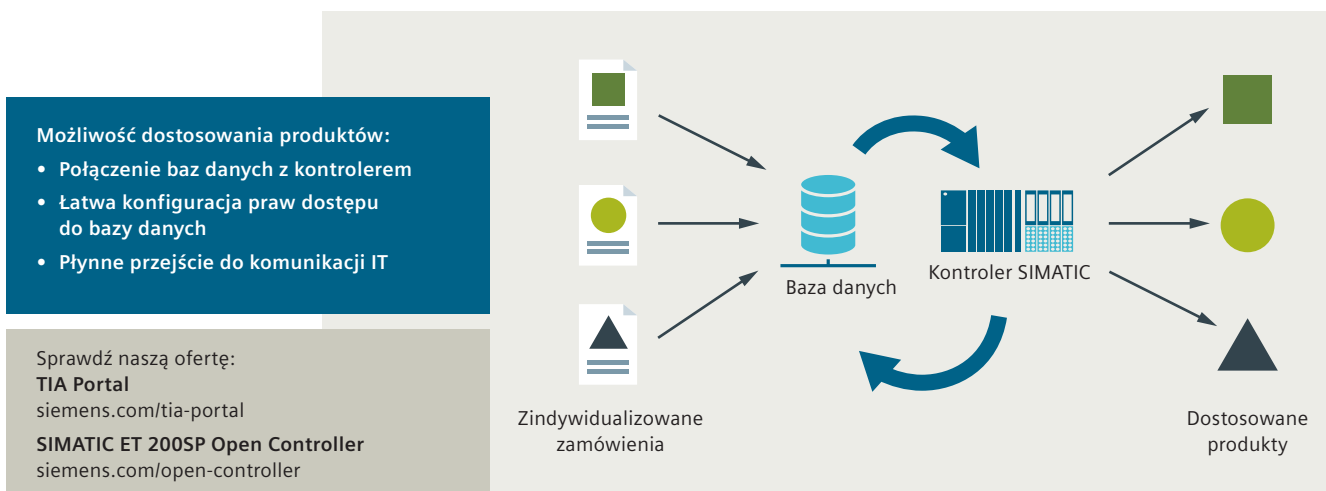 Możliwość dostosowania produktów:
• Połączenie baz danych z kontrolerem
• Łatwa konfiguracja praw dostępu
do bazy danych
• Płynne przejście do komunikacji IT
Sprawdź naszą ofertę:
TIA Portal
siemens.com/tia-portal
SIMATIC ET 200SP Open Controller
siemens.com/open-controller
Baza danych
Kontroler SIMATIC
Zindywidualizowane
zamówienia
Dostosowane
produkty